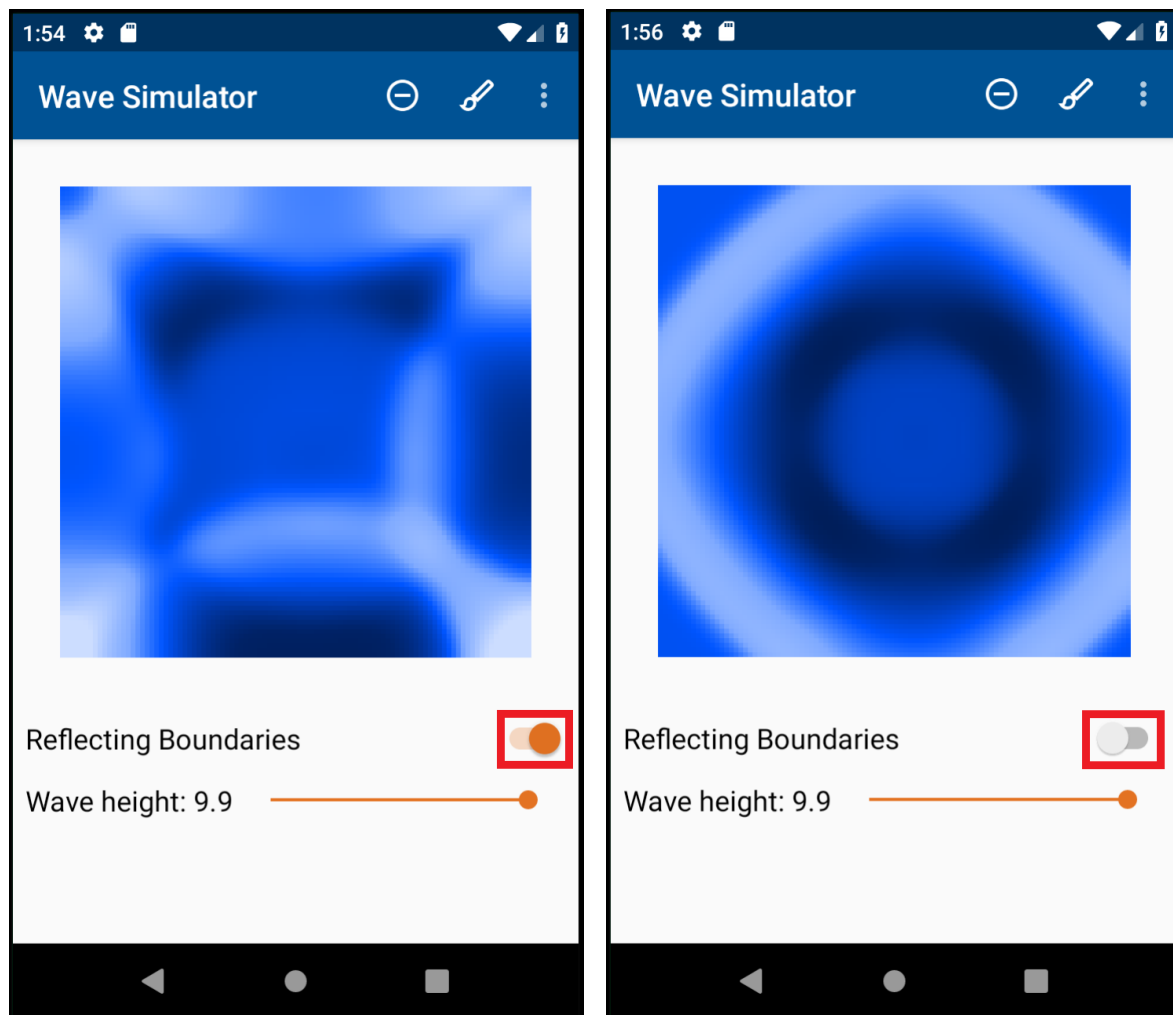 1:54
Wave Simulator
Reflecting Boundaries
Wave height: 9.9
1:56
Wave Simulator
Reflecting Boundaries
Wave height: 9.9